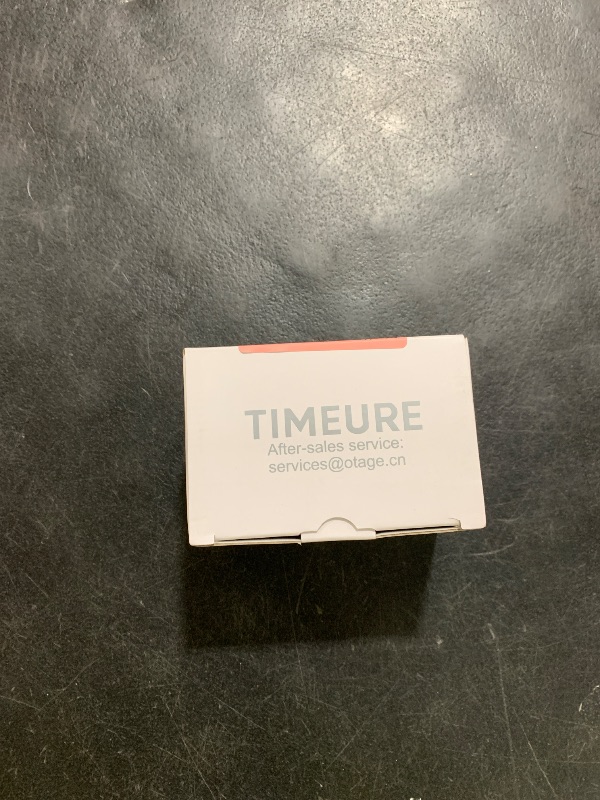 TIMEURE
After-sales service:
services@otage.cn